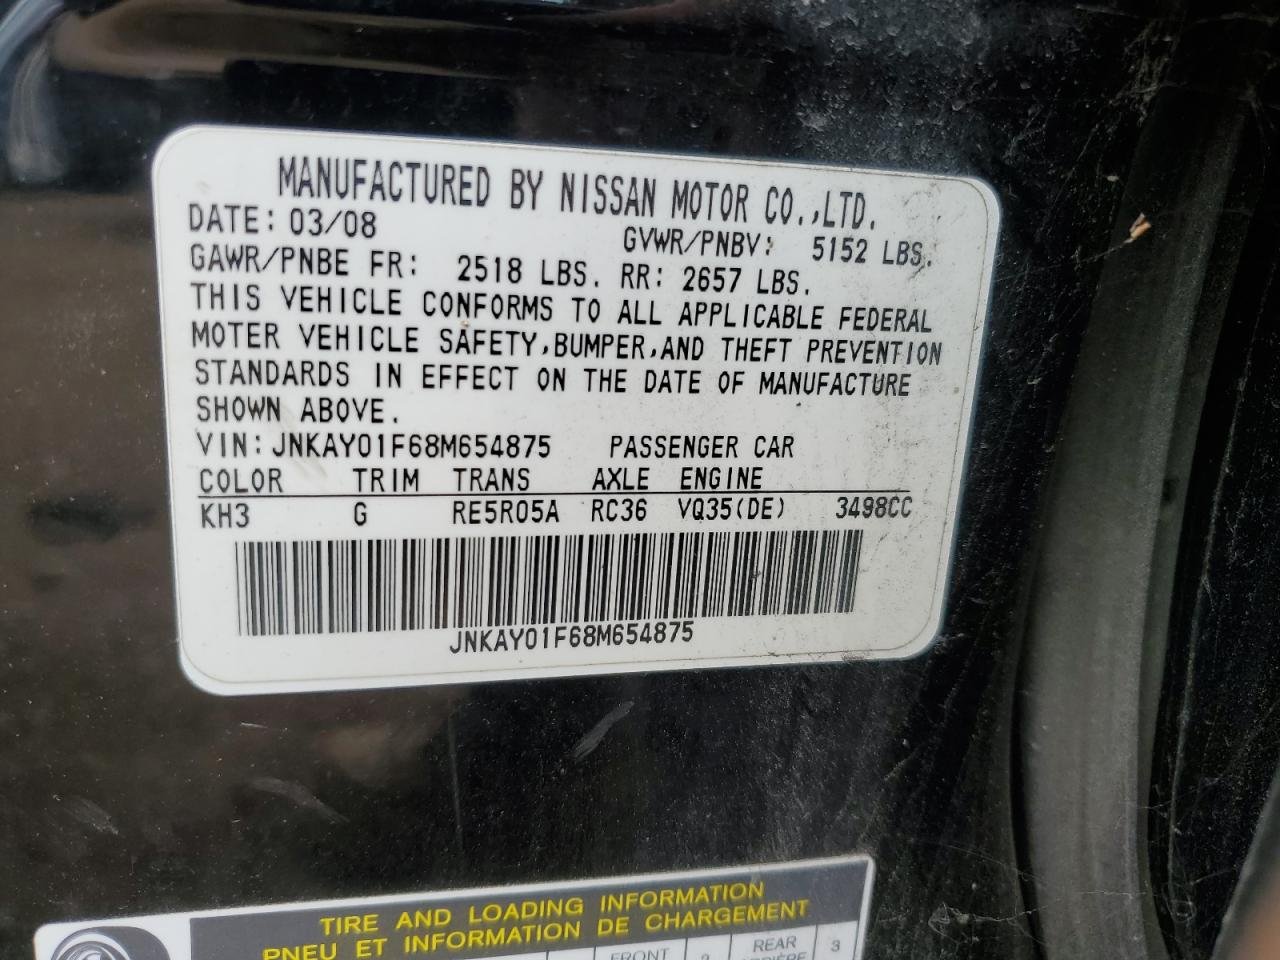 MANUFACTURED BY NISSAN MOTOR CO.,LTD.
DATE: 03/08 GVWR/PNBV: 5152 LBS.
GAWR/PNBE FR: 2518 LBS. RR: 2657 LBS.
THIS VEHICLE CONFORMS TO ALL APPLICABLE FEDERAL
MOTER VEHICLE SAFETY,BUMPER,AND THEFT PREVENTION
STANDARDS IN EFFECT ON THE DATE OF MANUFACTURE
SHOWN ABOVE.
VIN: JNKAY01F68M654875 PASSENGER CAR
COLOR TRIM TRANS AXLE ENGINE
KH3 G RE5R05A RC36 VQ35(DE) 3498CC
JNKAY01F68M654875
TIRE AND LOADING INFORMATION
PNEU ET INFORMATION DE CHARGEMENT
FRONT 2 REAR 3